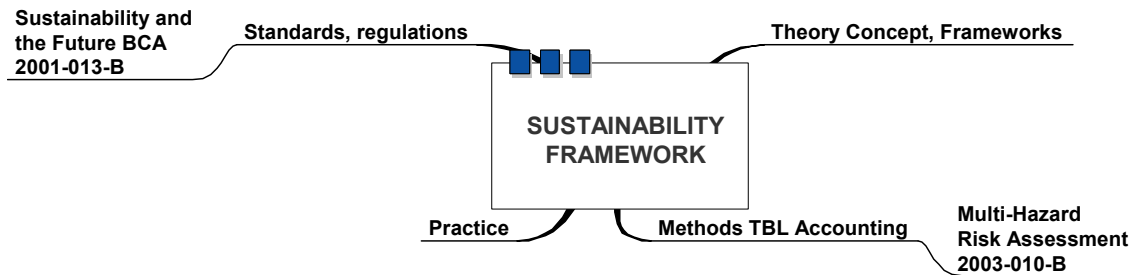 Sustainability and
the Future BCA
2001-013-B
Standards, regulations
Theory Concept, Frameworks
SUSTAINABILITY
FRAMEWORK
Practice
Methods TBL Accounting
Multi-Hazard
Risk Assessment
2003-010-B